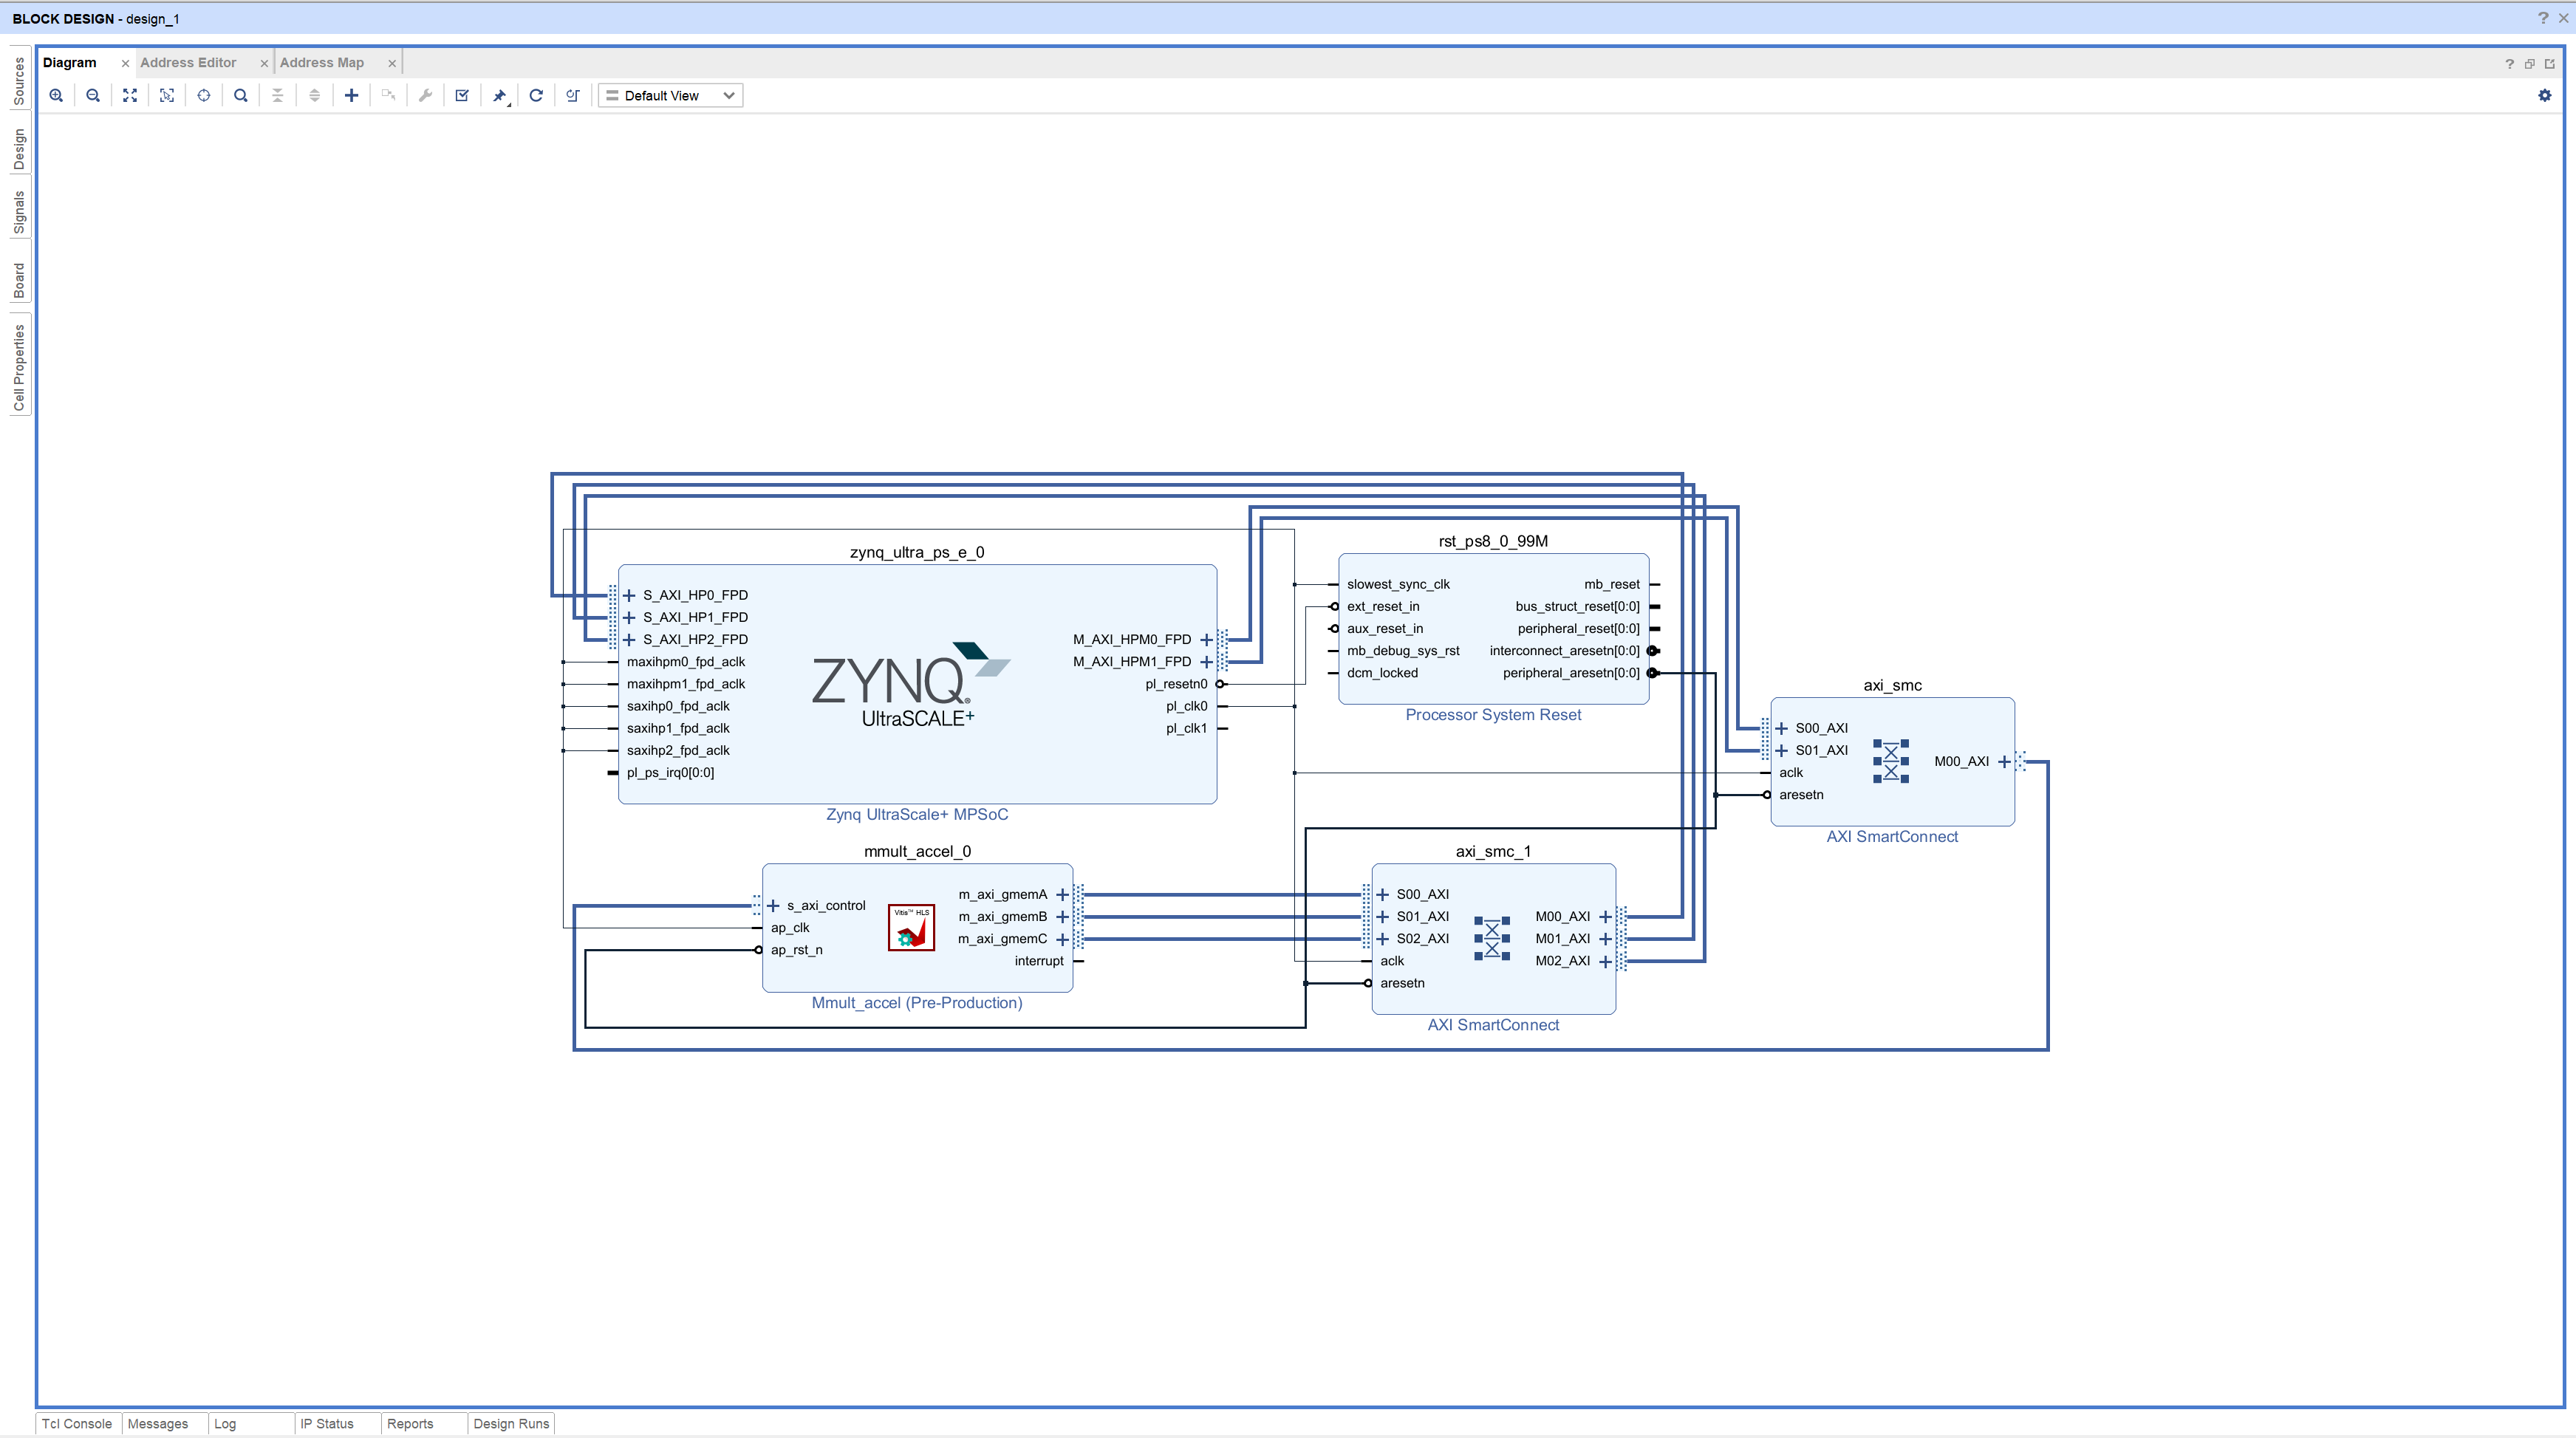 BLOCK DESIGN - design_1
Sources
Design
Signals
Board
Cell Properties
Diagram
Address Editor
Address Map
Default View
zynq_ultra_ps_e_0
S_AXI_HP0_FPD
S_AXI_HP1_FPD
S_AXI_HP2_FPD
maxihpm0_fpd_aclk
maxihpm1_fpd_aclk
saxihp0_fpd_aclk
saxihp1_fpd_aclk
saxihp2_fpd_aclk
pl_ps_irq0[0:0]
ZYNQ®
UltraSCALE+
M_AXI_HPM0_FPD
M_AXI_HPM1_FPD
pl_resetn0
pl_clk0
pl_clk1
Zynq UltraScale+ MPSoC
rst_ps8_0_99M
slowest_sync_clk
ext_reset_in
aux_reset_in
mb_debug_sys_rst
dcm_locked
mb_reset
bus_struct_reset[0:0]
peripheral_reset[0:0]
interconnect_aresetn[0:0]
peripheral_aresetn[0:0]
Processor System Reset
axi_smc
S00_AXI
S01_AXI
aclk
aresetn
M00_AXI
AXI SmartConnect
mmult_accel_0
s_axi_control
ap_clk
ap_rst_n
Vitis™ HLS
m_axi_gmemA
m_axi_gmemB
m_axi_gmemC
interrupt
Mmult_accel (Pre-Production)
axi_smc_1
S00_AXI
S01_AXI
S02_AXI
aclk
aresetn
M00_AXI
M01_AXI
M02_AXI
AXI SmartConnect
Tcl Console
Messages
Log
IP Status
Reports
Design Runs